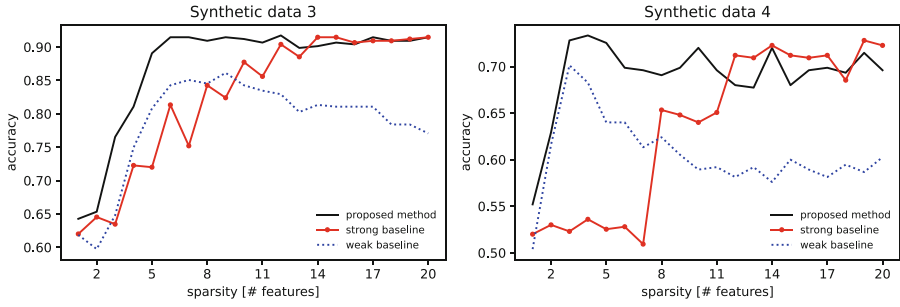 Synthetic data 3
accuracy
0.90
0.85
0.80
0.75
0.70
0.65
0.60
proposed method
strong baseline
weak baseline
2 5 8 11 14 17 20
sparsity [# features]
Synthetic data 4
accuracy
0.70
0.65
0.60
0.55
0.50
proposed method
strong baseline
weak baseline
2 5 8 11 14 17 20
sparsity [# features]